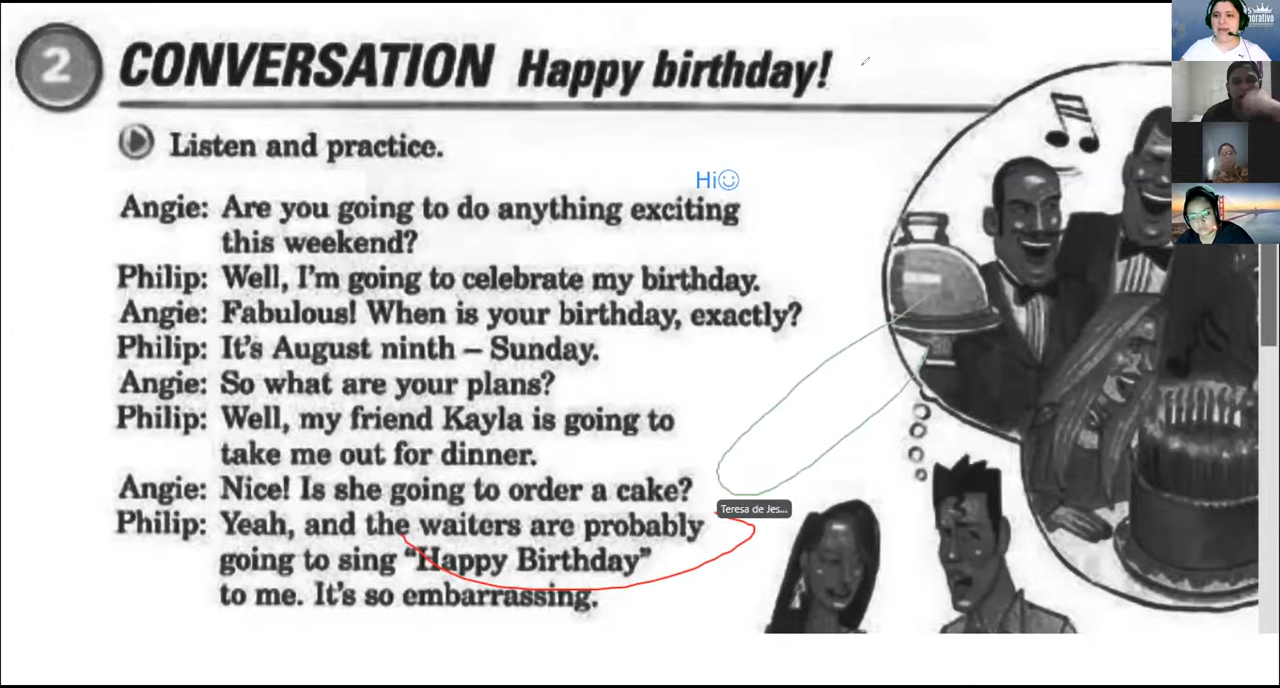 2 CONVERSATION Happy birthday!
Listen and practice.
Hi☺
Angie: Are you going to do anything exciting
this weekend?
Philip: Well, I'm going to celebrate my birthday.
Angie: Fabulous! When is your birthday, exactly?
Philip: It's August ninth – Sunday.
Angie: So what are your plans?
Philip: Well, my friend Kayla is going to
take me out for dinner.
Angie: Nice! Is she going to order a cake?
Teresa de Jes...
Philip: Yeah, and the waiters are probably
going to sing "Happy Birthday"
to me. It's so embarrassing.